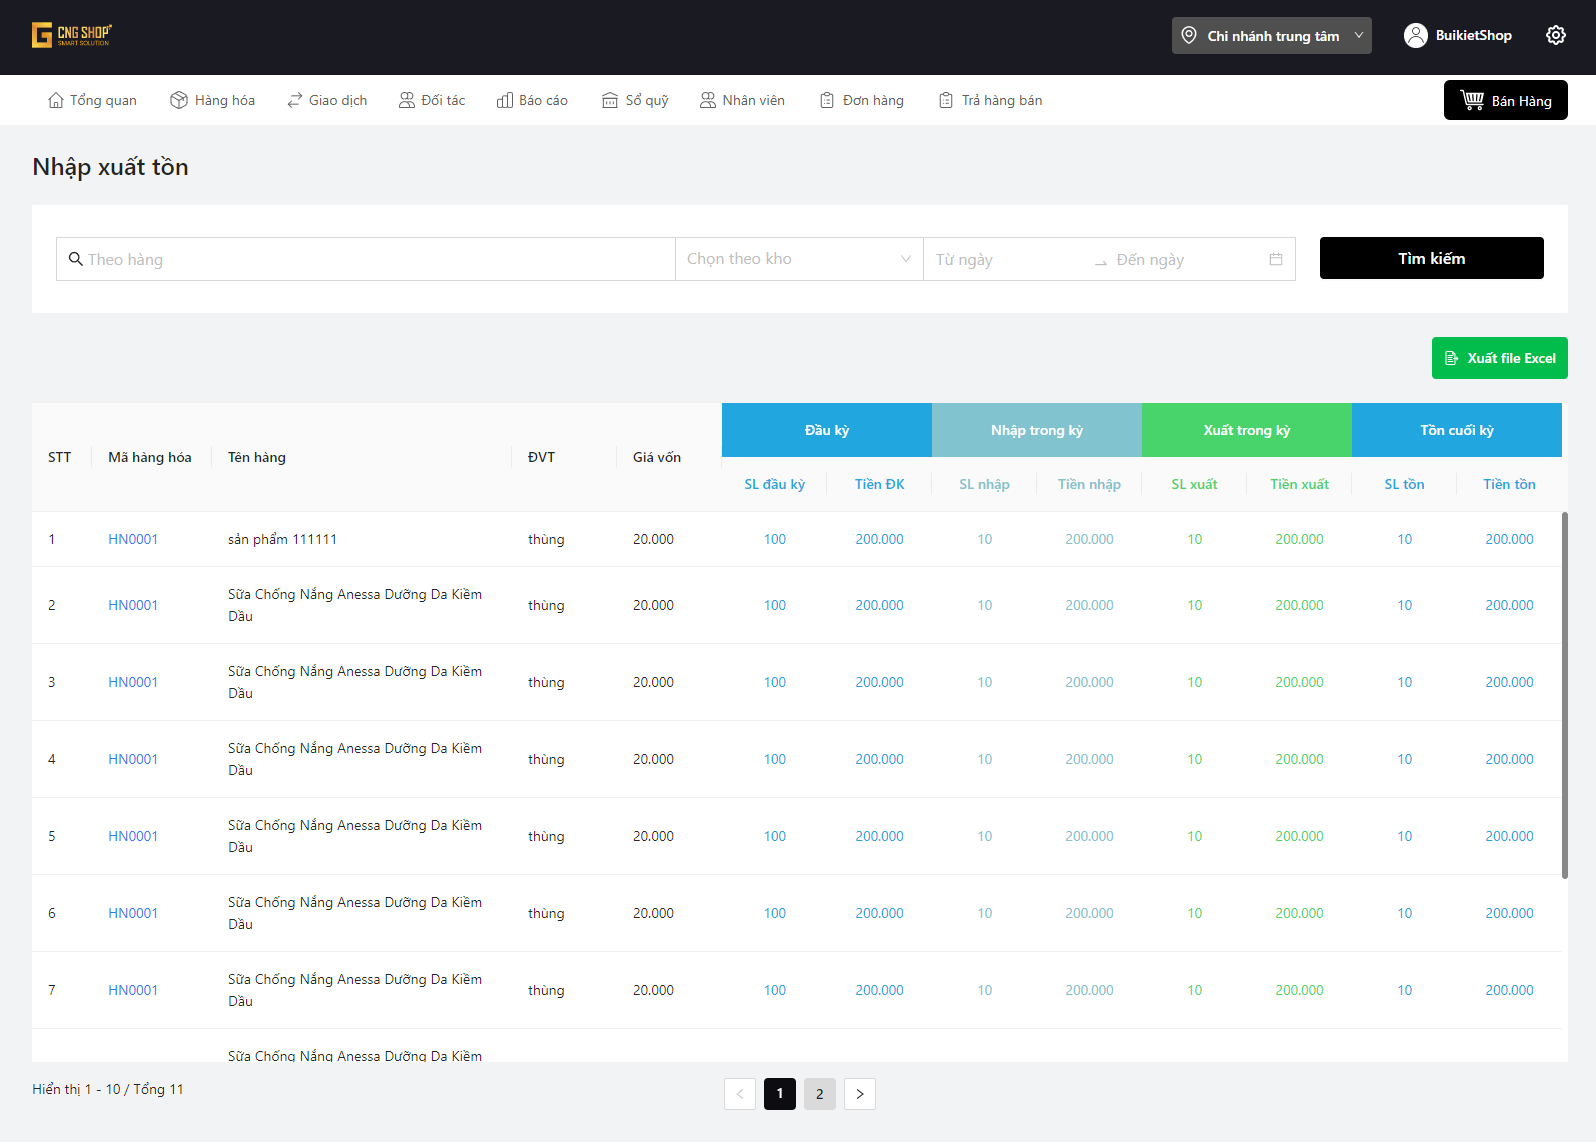 CNG SHOP
SMART SOLUTION
Chi nhánh trung tâm
BuikietShop
Tổng quan
Hàng hóa
Giao dịch
Đối tác
Báo cáo
Sổ quỹ
Nhân viên
Đơn hàng
Trả hàng bán
Bán Hàng
Nhập xuất tồn
Theo hàng
Chọn theo kho
Từ ngày
Đến ngày
Tìm kiếm
Xuất file Excel
STT Mã hàng hóa Tên hàng ĐVT Giá vốn
Đầu kỳ Nhập trong kỳ Xuất trong kỳ Tồn cuối kỳ
SL đầu kỳ Tiền ĐK SL nhập Tiền nhập SL xuất Tiền xuất SL tồn Tiền tồn
1 HN0001 sản phẩm 111111 thùng 20.000 100 200.000 10 200.000 10 200.000 10 200.000
2 HN0001 Sữa Chống Nắng Anessa Dưỡng Da Kiềm
Dầu thùng 20.000 100 200.000 10 200.000 10 200.000 10 200.000
3 HN0001 Sữa Chống Nắng Anessa Dưỡng Da Kiềm
Dầu thùng 20.000 100 200.000 10 200.000 10 200.000 10 200.000
4 HN0001 Sữa Chống Nắng Anessa Dưỡng Da Kiềm
Dầu thùng 20.000 100 200.000 10 200.000 10 200.000 10 200.000
5 HN0001 Sữa Chống Nắng Anessa Dưỡng Da Kiềm
Dầu thùng 20.000 100 200.000 10 200.000 10 200.000 10 200.000
6 HN0001 Sữa Chống Nắng Anessa Dưỡng Da Kiềm
Dầu thùng 20.000 100 200.000 10 200.000 10 200.000 10 200.000
7 HN0001 Sữa Chống Nắng Anessa Dưỡng Da Kiềm
Dầu thùng 20.000 100 200.000 10 200.000 10 200.000 10 200.000
Sữa Chống Nắng Anessa Dưỡng Da Kiềm
Hiển thị 1 - 10 / Tổng 11
< 1 2 >